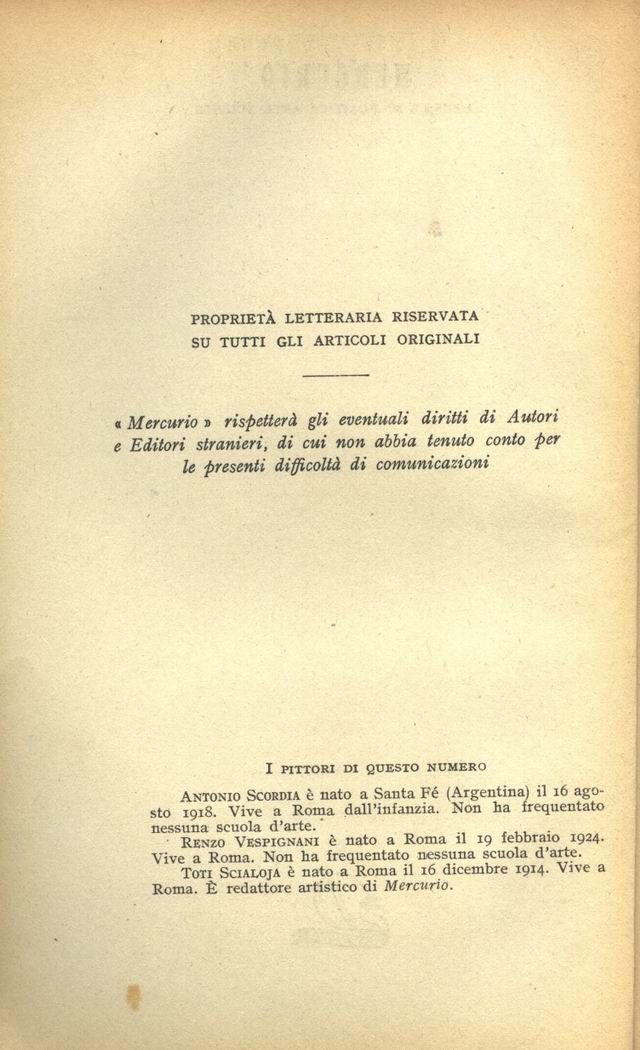 PROPRIETÀ LETTERARIA RISERVATA
SU TUTTI GLI ARTICOLI ORIGINALI
« Mercurio » rispetterà gli eventuali diritti di Autori
e Editori stranieri, di cui non abbia tenuto conto per
le presenti difficoltà di comunicazioni
I PITTORI DI QUESTO NUMERO
ANTONIO SCORDIA è nato a Santa Fé (Argentina) il 16 ago-
sto 1918. Vive a Roma dall'infanzia. Non ha frequentato
nessuna scuola d'arte.
RENZO VESPIGNANI è nato a Roma il 19 febbraio 1924.
Vive a Roma. Non ha frequentato nessuna scuola d'arte.
TOTI SCIALOJA è nato a Roma il 16 dicembre 1914. Vive a
Roma. È redattore artistico di Mercurio.